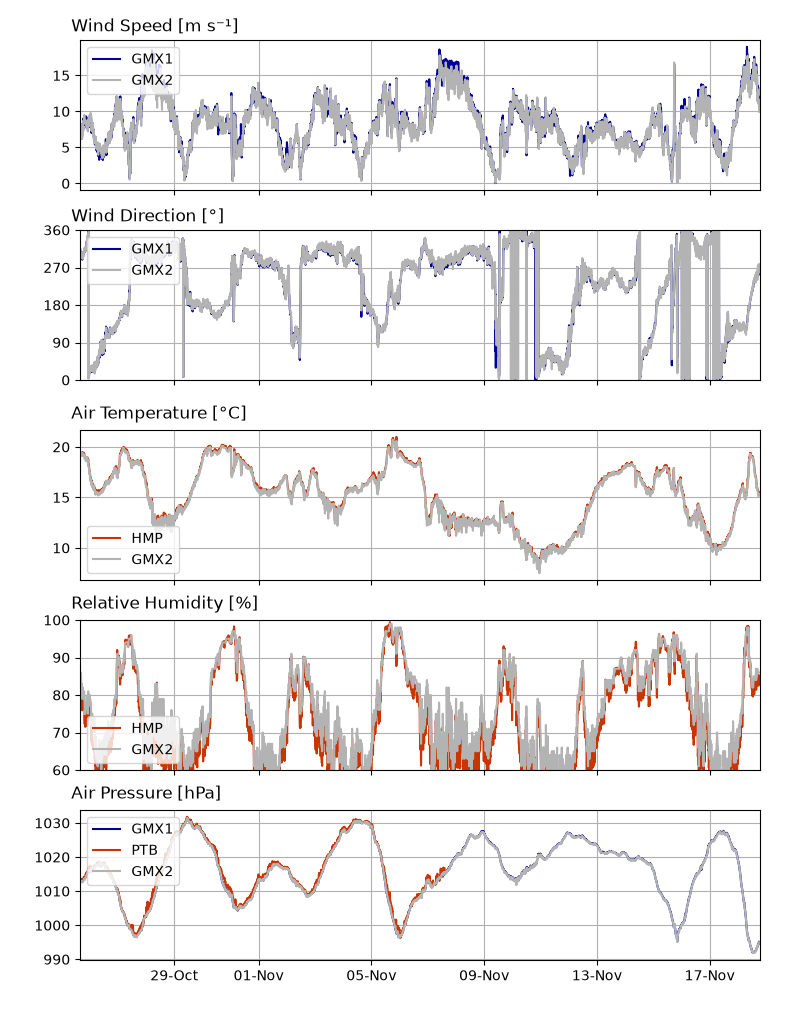 Wind Speed [m s⁻¹]
15
10
5
0
GMX1
GMX2
Wind Direction [°]
360
270
180
90
0
GMX1
GMX2
Air Temperature [°C]
20
15
10
HMP
GMX2
Relative Humidity [%]
100
90
80
70
60
HMP
GMX2
Air Pressure [hPa]
1030
1020
1010
1000
990
GMX1
PTB
GMX2
29-Oct 01-Nov 05-Nov 09-Nov 13-Nov 17-Nov